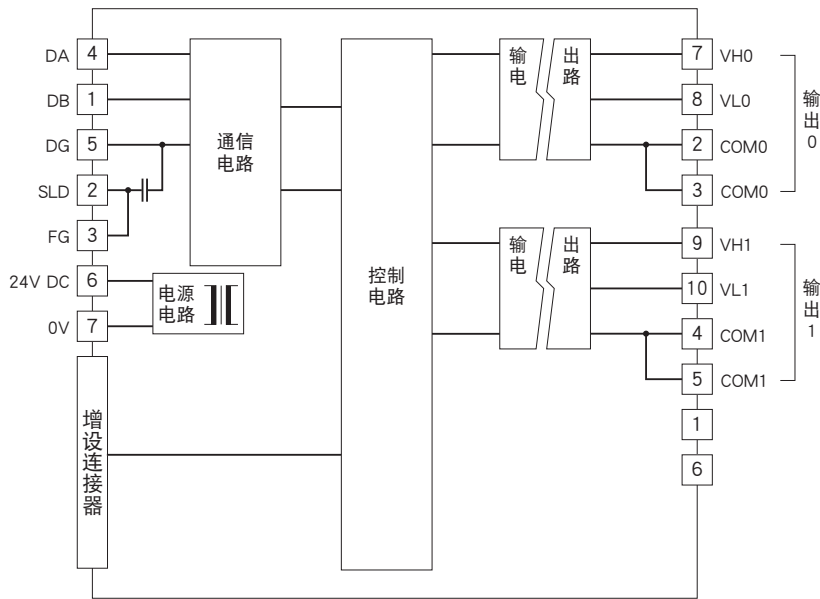 DA 4
DB 1
DG 5
SLD 2
FG 3
24V DC 6
0V 7
通信
电路
电源
电路
增设连接器
控制
电路
输出
电路
7 VH0
8 VL0
2 COM0
3 COM0
输出0
输出
电路
9 VH1
10 VL1
4 COM1
5 COM1
输出1
1
6